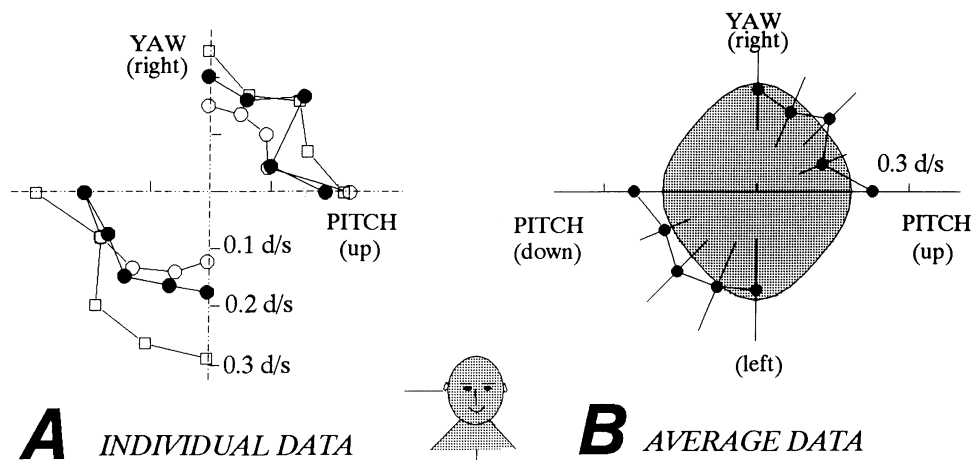 YAW
(right)
PITCH
(up)
0.1 d/s
0.2 d/s
0.3 d/s
A INDIVIDUAL DATA
YAW
(right)
0.3 d/s
PITCH
(down)
PITCH
(up)
(left)
B AVERAGE DATA